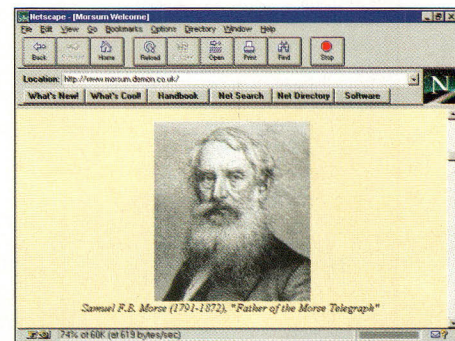 Netscape - [Morsum Welcome]
File Edit View Go Bookmarks Options Directory Window Help
Back Home Reload Open Print Find Stop
Location: http://www.morsum.demon.co.uk/
What's New! What's Cool! Handbook Net Search Net Directory Software
N
Samuel F.B. Morse (1791-1872), "Father of the Morse Telegraph"
74% of 60K (at 619 bytes/sec)